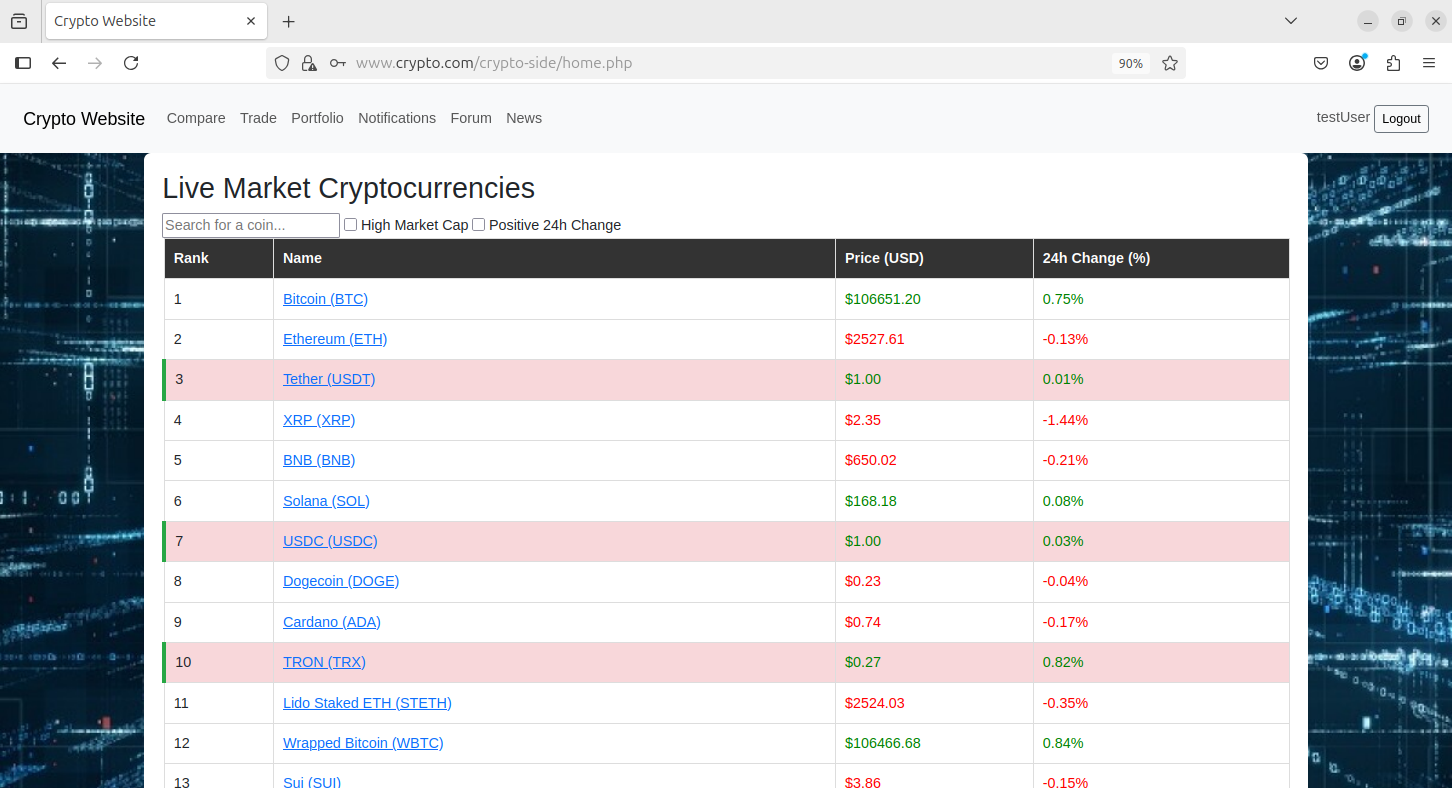 Crypto Website
www.crypto.com/crypto-side/home.php 90%
Crypto Website Compare Trade Portfolio Notifications Forum News testUser Logout
Live Market Cryptocurrencies
Search for a coin... High Market Cap Positive 24h Change
Rank Name Price (USD) 24h Change (%)
1 Bitcoin (BTC) $106651.20 0.75%
2 Ethereum (ETH) $2527.61 -0.13%
3 Tether (USDT) $1.00 0.01%
4 XRP (XRP) $2.35 -1.44%
5 BNB (BNB) $650.02 -0.21%
6 Solana (SOL) $168.18 0.08%
7 USDC (USDC) $1.00 0.03%
8 Dogecoin (DOGE) $0.23 -0.04%
9 Cardano (ADA) $0.74 -0.17%
10 TRON (TRX) $0.27 0.82%
11 Lido Staked ETH (STETH) $2524.03 -0.35%
12 Wrapped Bitcoin (WBTC) $106466.68 0.84%
13 Sui (SUI) $3.86 -0.15%